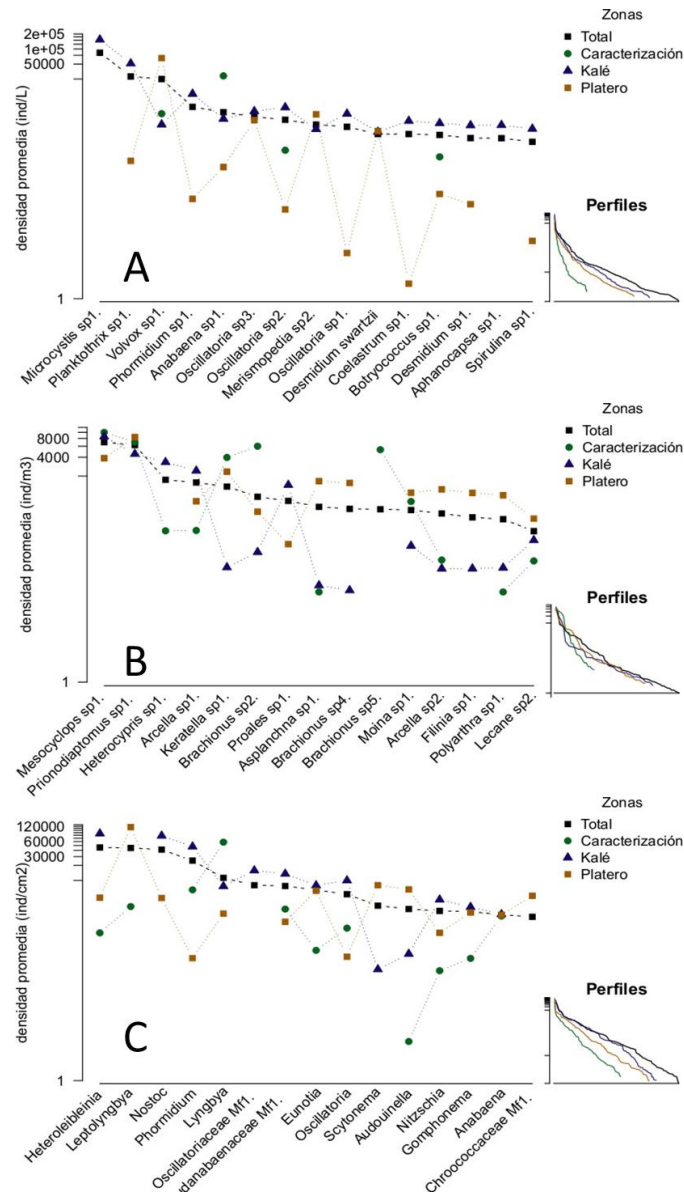 Zonas
Total
Caracterización
Kalé
Platero
2e+05
1e+05
50000
1
densidad promedia (ind/L)
A
Perfiles
Microcystis sp1.
Planktothrix sp1.
Volvox sp1.
Phormidium sp1.
Anabaena sp1.
Oscillatoria sp3.
Oscillatoria sp2.
Merismopedia sp2.
Oscillatoria sp1.
Desmidium swartzii
Coelastrum sp1.
Botryococcus sp1.
Desmidium sp1.
Aphanocapsa sp1.
Spirulina sp1.
Zonas
Total
Caracterización
Kalé
Platero
8000
4000
1
densidad promedia (ind/m3)
B
Perfiles
Mesocyclops sp1.
Prionodiaptomus sp1.
Heterocypris sp1.
Arcella sp1.
Keratella sp1.
Brachionus sp2.
Proales sp1.
Asplanchna sp1.
Brachionus sp4.
Brachionus sp5.
Moina sp1.
Arcella sp2.
Filinia sp1.
Polyarthra sp1.
Lecane sp2.
Zonas
Total
Caracterización
Kalé
Platero
120000
60000
30000
1
densidad promedia (ind/cm2)
C
Perfiles
Heteroleibleinia
Leptolyngbya
Nostoc
Phormidium
Lyngbya
Oscillatoriaceae Mf1.
udanabaenaceae Mf1.
Eunotia
Oscillatoria
Scytonema
Audouinella
Nitzschia
Gomphonema
Anabaena
Chroococcaceae Mf1.